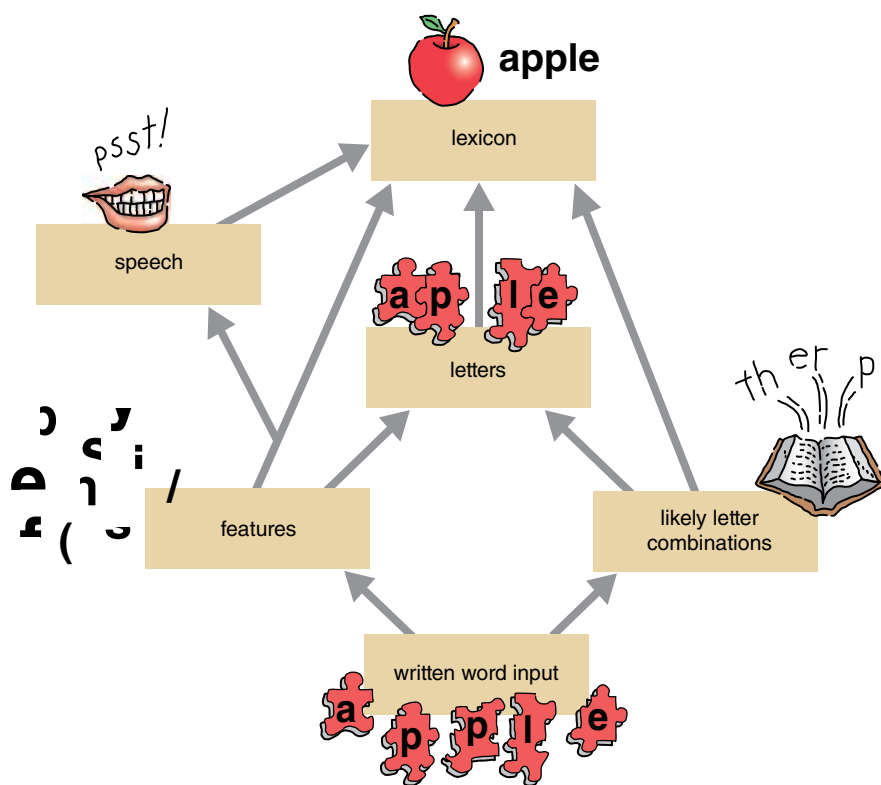 apple
lexicon
psst!
speech
a p l e
letters
th er p
features
likely letter
combinations
written word input
a p p l e